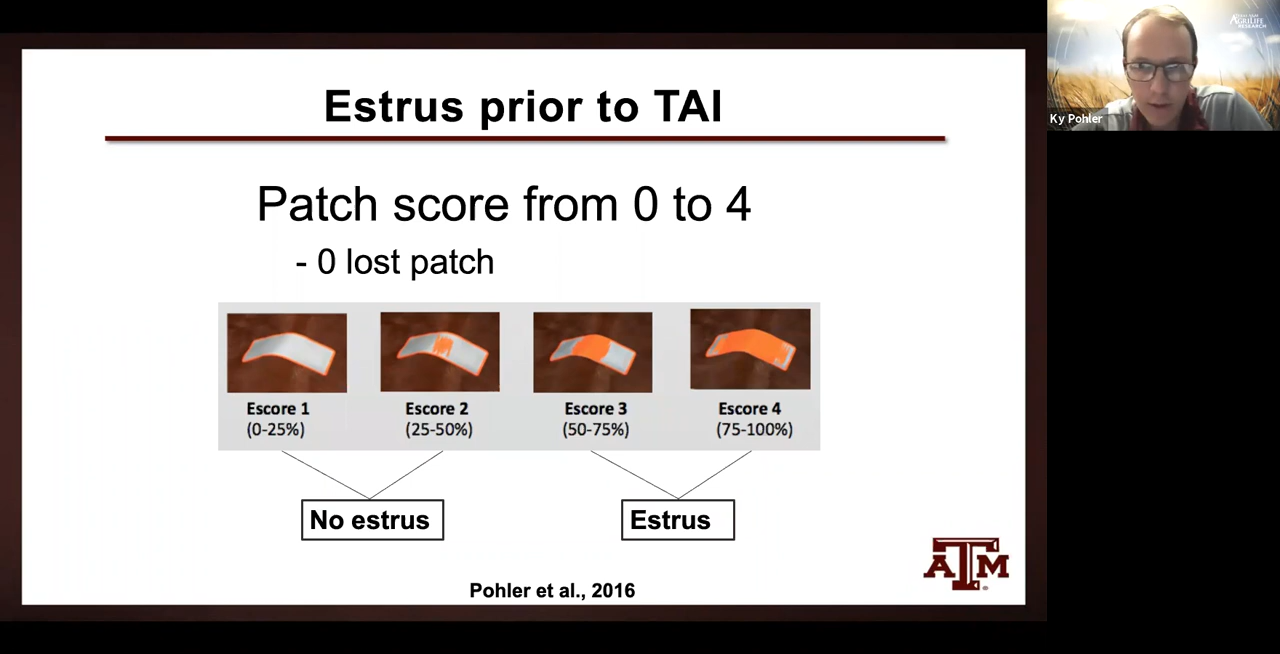 Estrus prior to TAI
Patch score from 0 to 4
- 0 lost patch
Escore 1
(0-25%)
Escore 2
(25-50%)
Escore 3
(50-75%)
Escore 4
(75-100%)
No estrus
Estrus
Pohler et al., 2016
ATM
Ky Pohler
AGRILIFE
RESEARCH